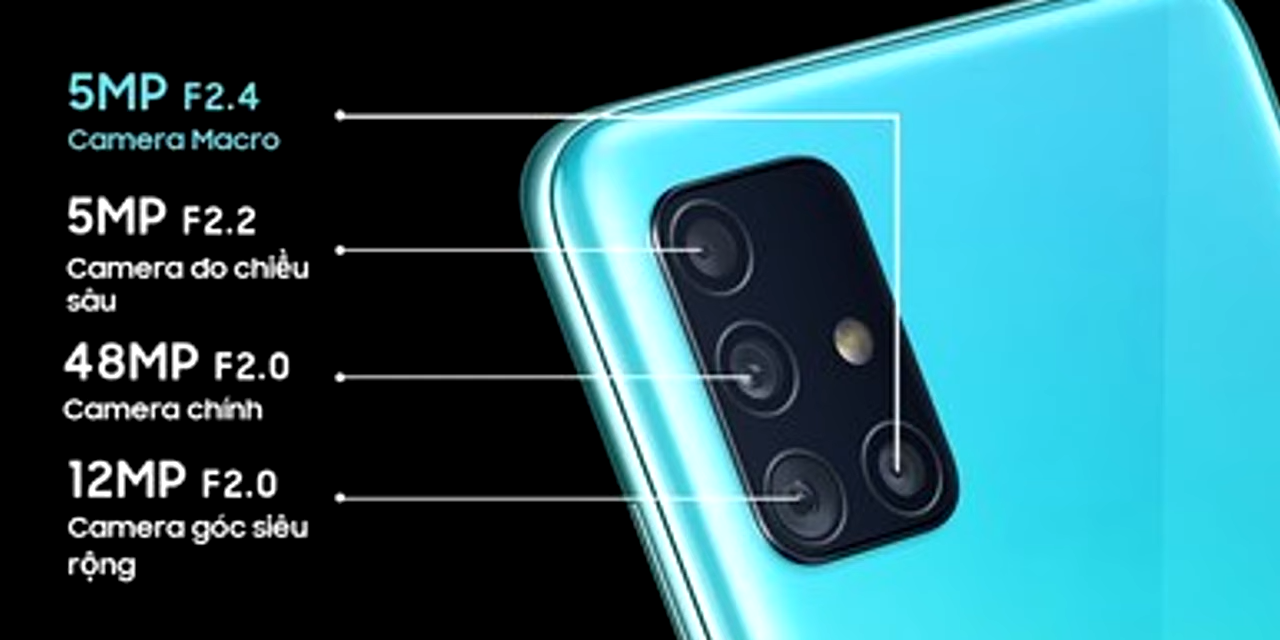 5MP F2.4
Camera Macro
5MP F2.2
Camera đo chiều
sâu
48MP F2.0
Camera chính
12MP F2.0
Camera góc siêu
rộng